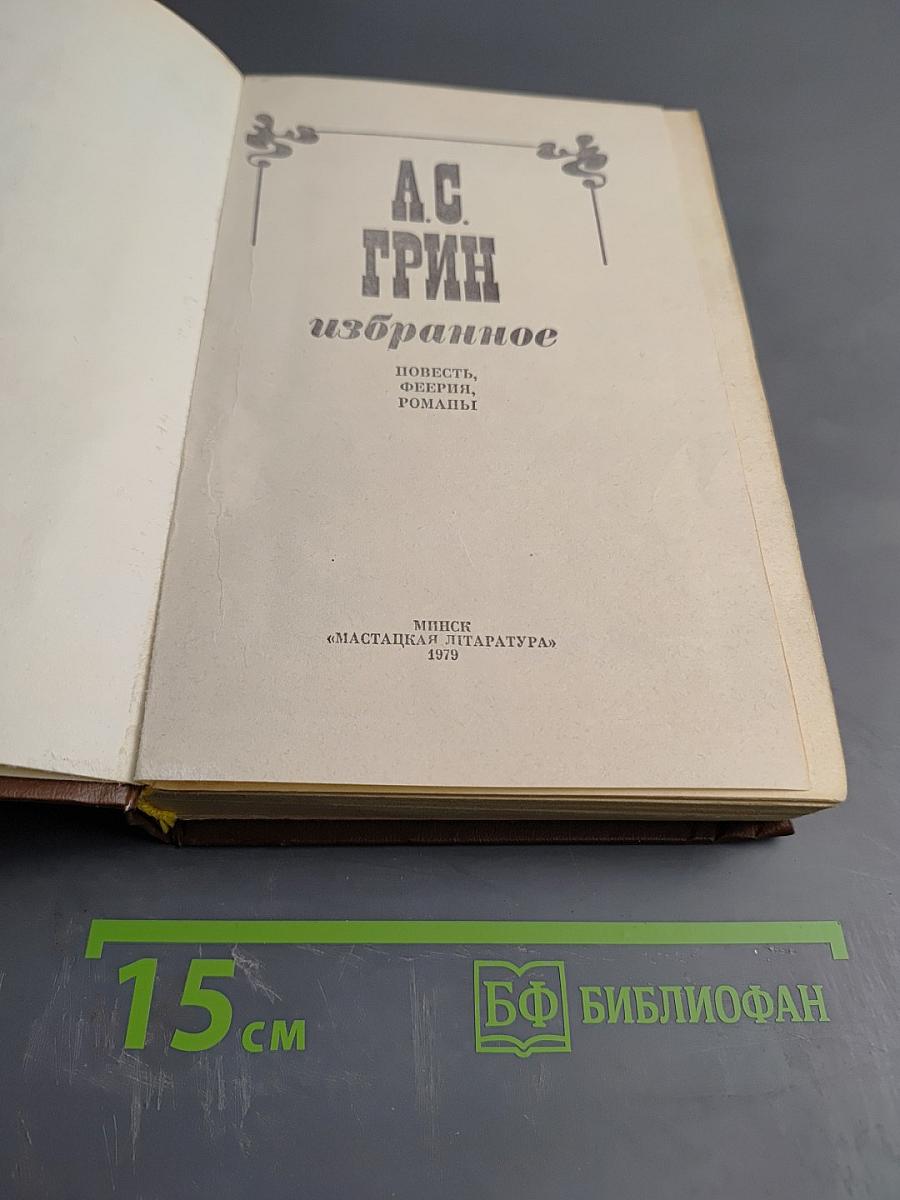 А.С.
ГРИН
избранное
ПОВЕСТЬ,
ФЕЕРИЯ,
РОМАНЫ
МИНСК
«МАСТАЦКАЯ ЛІТАРАТУРА»
1979
15 см
БФ БИБЛИОФАН